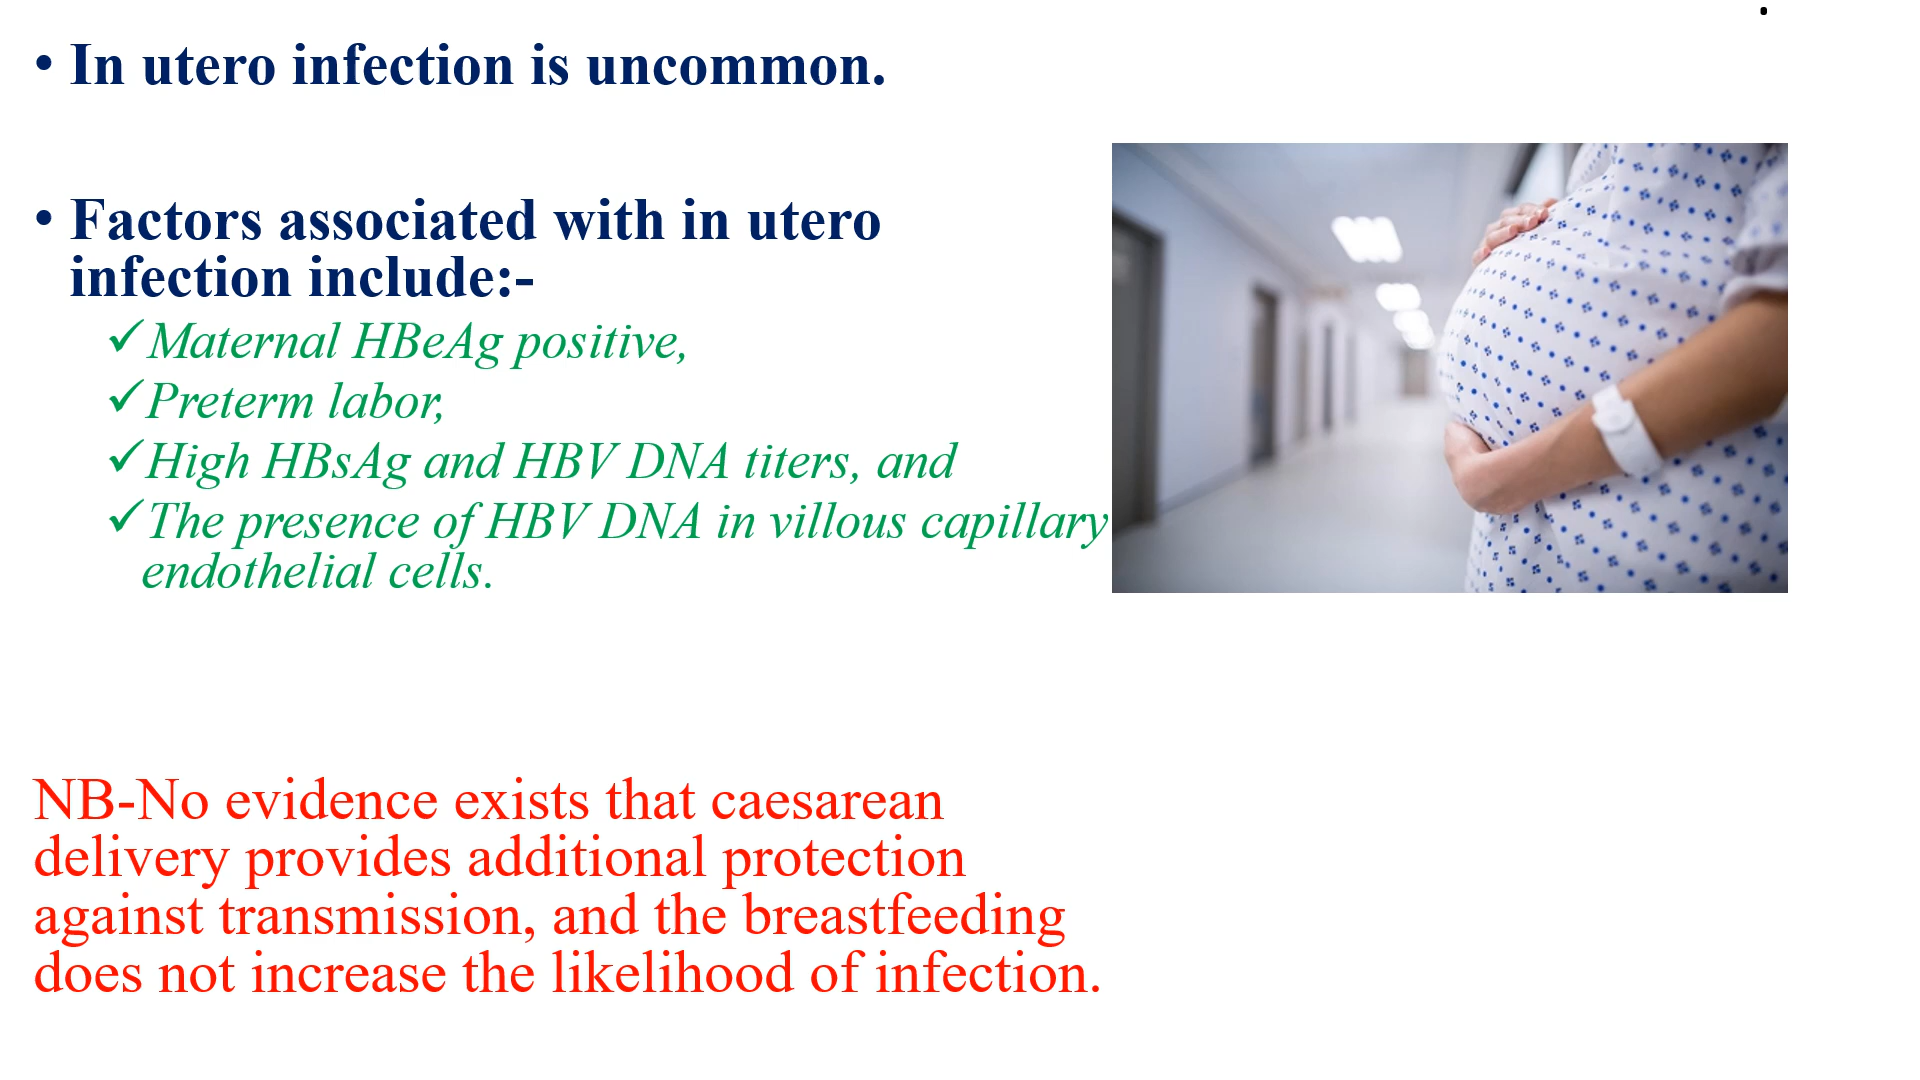 • In utero infection is uncommon.
• Factors associated with in utero
infection include:-
✓Maternal HBeAg positive,
✓Preterm labor,
✓High HBsAg and HBV DNA titers, and
✓The presence of HBV DNA in villous capillary
endothelial cells.
NB-No evidence exists that caesarean
delivery provides additional protection
against transmission, and the breastfeeding
does not increase the likelihood of infection.